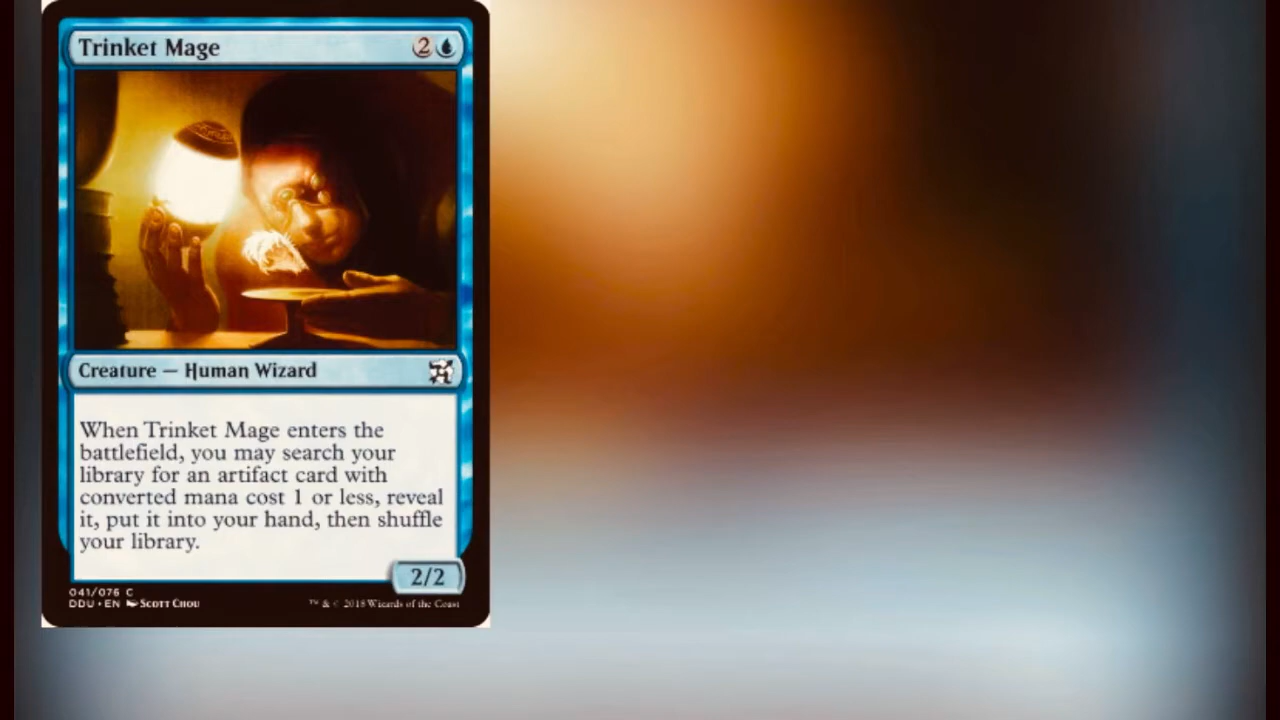 Trinket Mage 2
Creature — Human Wizard
When Trinket Mage enters the
battlefield, you may search your
library for an artifact card with
converted mana cost 1 or less, reveal
it, put it into your hand, then shuffle
your library.
2/2
041/076 C
DDU • EN Scott Chou
™ & © 2018 Wizards of the Coast